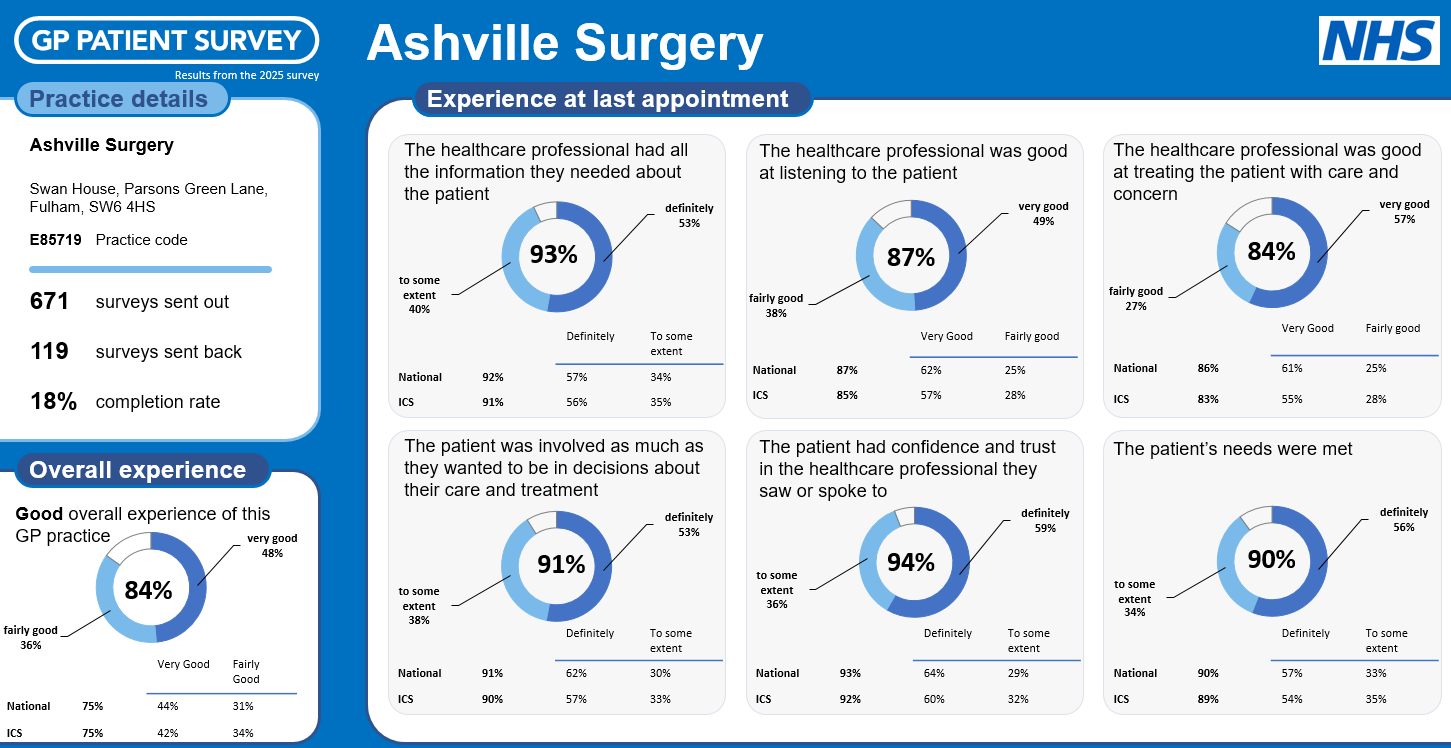 GP PATIENT SURVEY
Results from the 2025 survey
Ashville Surgery
NHS
Practice details
Ashville Surgery
Swan House, Parsons Green Lane,
Fulham, SW6 4HS
E85719 Practice code
671 surveys sent out
119 surveys sent back
18% completion rate
Overall experience
Good overall experience of this
GP practice
very good
48%
84%
fairly good
36%
Very Good Fairly
Good
National 75% 44% 31%
ICS 75% 42% 34%
Experience at last appointment
The healthcare professional had all
the information they needed about
the patient
definitely
53%
93%
to some
extent
40%
Definitely To some
extent
National 92% 57% 34%
ICS 91% 56% 35%
The healthcare professional was good
at listening to the patient
very good
49%
87%
fairly good
38%
Very Good Fairly good
National 87% 62% 25%
ICS 85% 57% 28%
The healthcare professional was good
at treating the patient with care and
concern
very good
57%
84%
fairly good
27%
Very Good Fairly good
National 86% 61% 25%
ICS 83% 55% 28%
The patient was involved as much as
they wanted to be in decisions about
their care and treatment
definitely
53%
91%
to some
extent
38%
Definitely To some
extent
National 91% 62% 30%
ICS 90% 57% 33%
The patient had confidence and trust
in the healthcare professional they
saw or spoke to
definitely
59%
94%
to some
extent
36%
Definitely To some
extent
National 93% 64% 29%
ICS 92% 60% 32%
The patient’s needs were met
definitely
56%
90%
to some
extent
34%
Definitely To some
extent
National 90% 57% 33%
ICS 89% 54% 35%